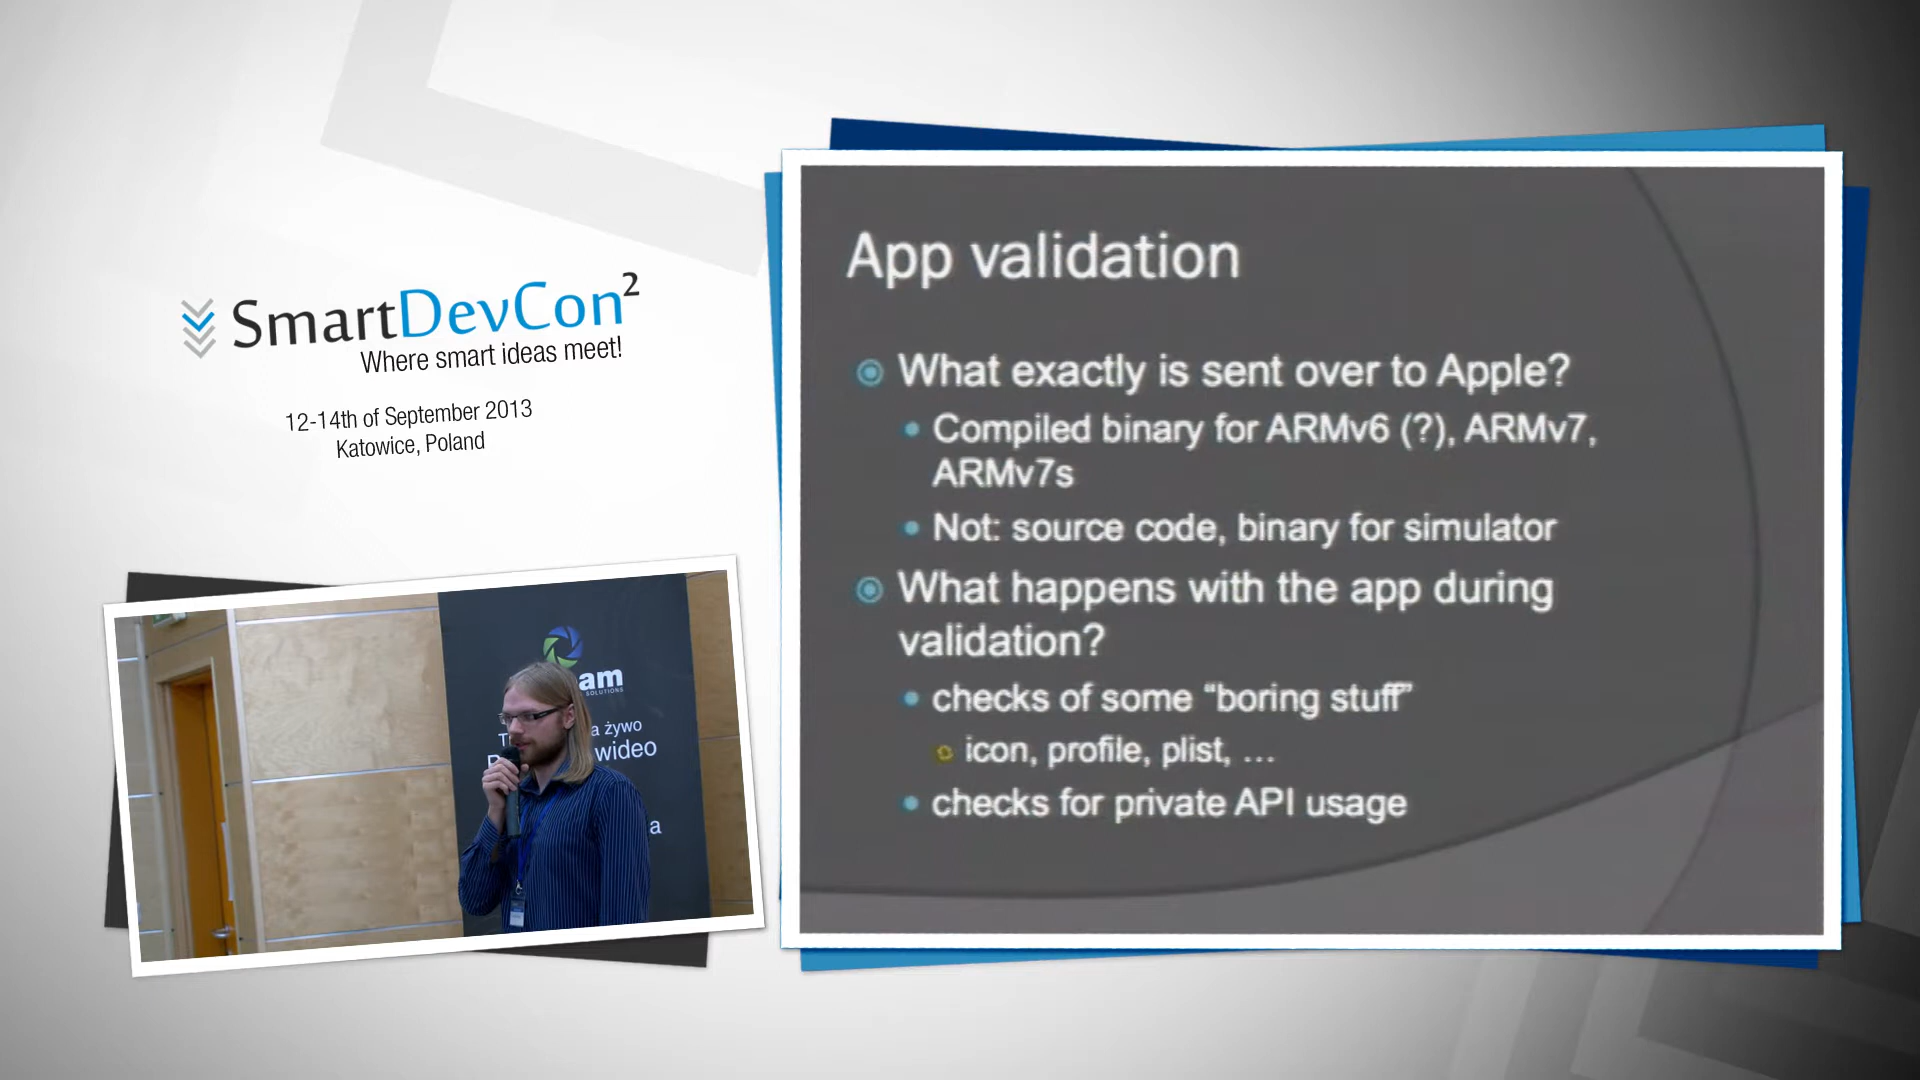 SmartDevCon²
Where smart ideas meet!
12-14th of September 2013
Katowice, Poland
am
SOLUTIONS
a żywo
wideo
a
App validation
What exactly is sent over to Apple?
Compiled binary for ARMv6 (?), ARMv7,
ARMv7s
Not: source code, binary for simulator
What happens with the app during
validation?
checks of some “boring stuff”
icon, profile, plist, …
checks for private API usage